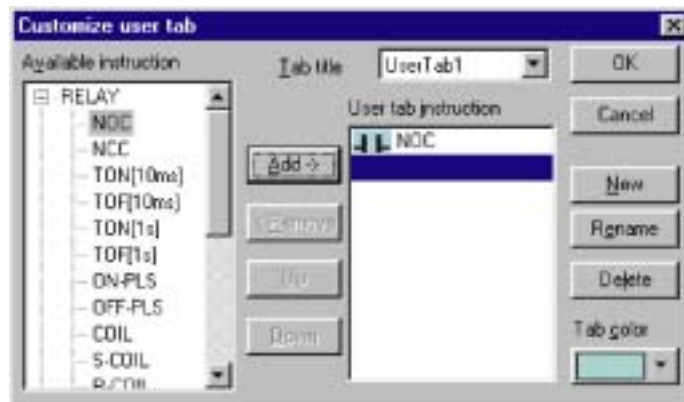 Customize user tab
Available instruction
RELAY
NOC
NCC
TON[10ms]
TOF[10ms]
TON[1s]
TOF[1s]
ON-PLS
OFF-PLS
COIL
S-COIL
R-COIL
Tab title
UserTab1
User tab instruction
NOC
Add ->
<- Remove
Up
Down
OK
Cancel
New
Rename
Delete
Tab color